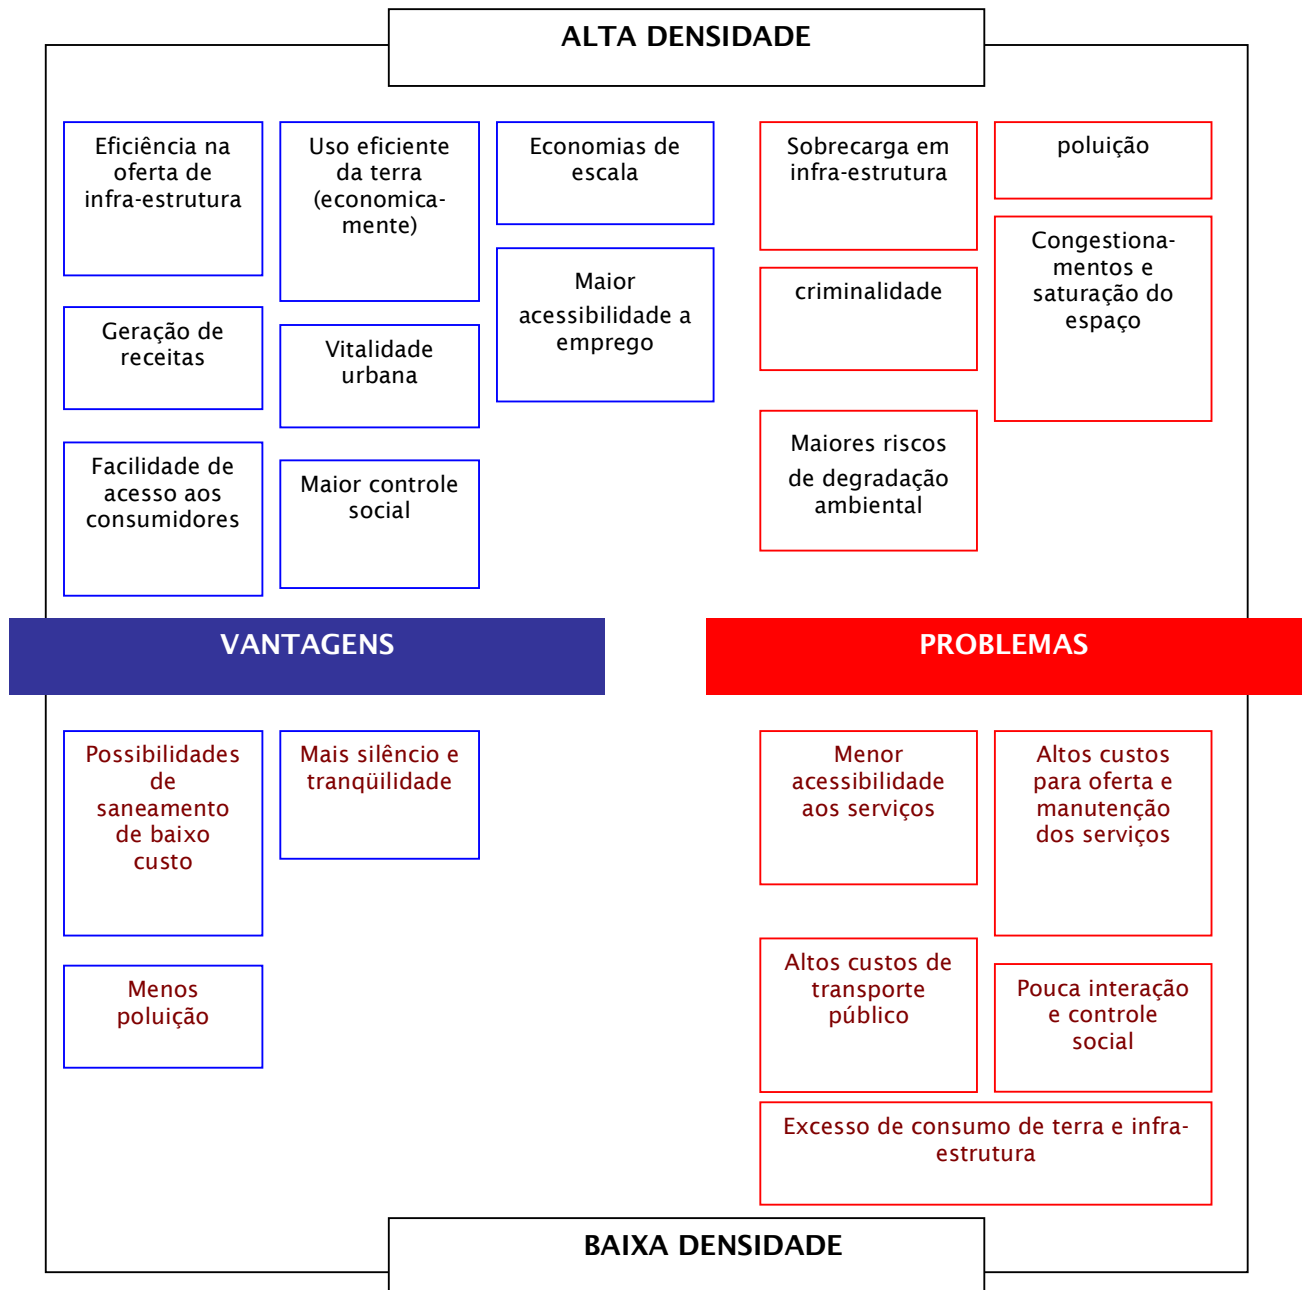 ALTA DENSIDADE
Eficiência na
oferta de
infra-estrutura
Uso eficiente
da terra
(economica-
mente)
Economias de
escala
Sobrecarga em
infra-estrutura
poluição
Geração de
receitas
Vitalidade
urbana
Maior
acessibilidade a
emprego
criminalidade
Congestiona-
mentos e
saturação do
espaço
Facilidade de
acesso aos
consumidores
Maior controle
social
Maiores riscos
de degradação
ambiental
VANTAGENS
PROBLEMAS
Possibilidades
de
saneamento
de baixo
custo
Mais silêncio e
tranqüilidade
Menor
acessibilidade
aos serviços
Altos custos
para oferta e
manutenção
dos serviços
Menos
poluição
Altos custos de
transporte
público
Pouca interação
e controle
social
Excesso de consumo de terra e infra-
estrutura
BAIXA DENSIDADE